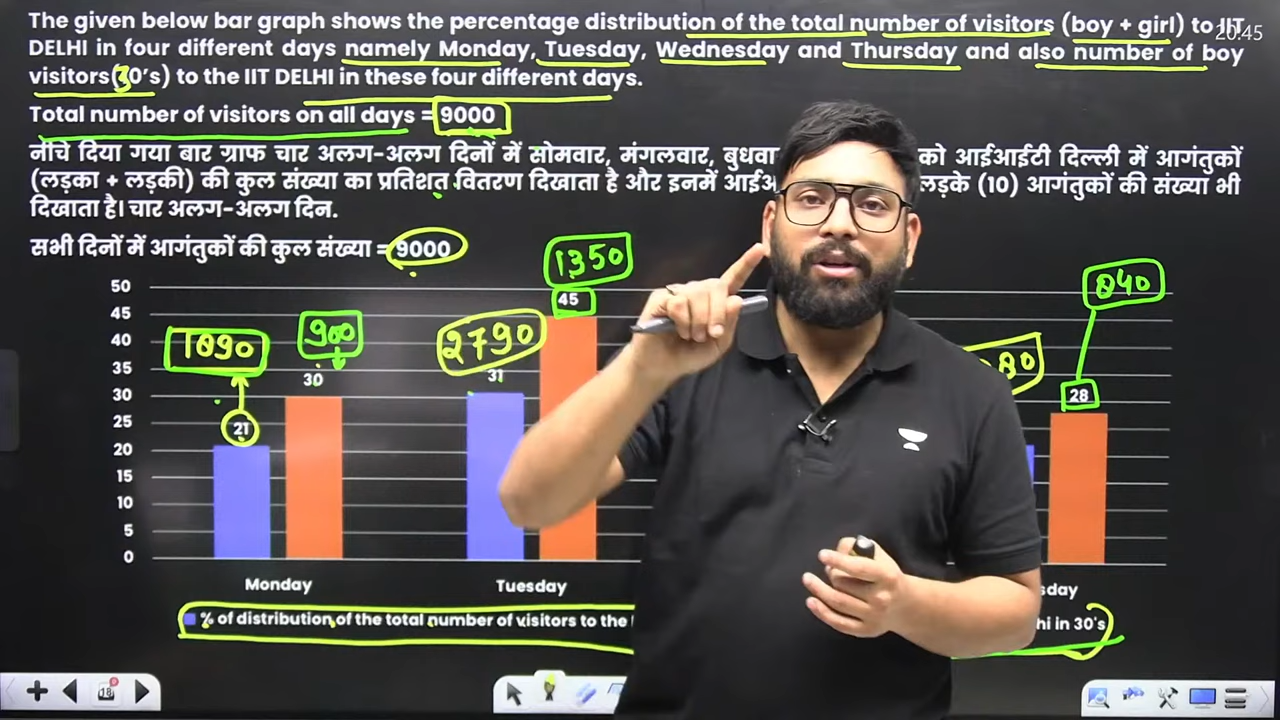 The given below bar graph shows the percentage distribution of the total number of visitors (boy + girl) to IIT
20:45
DELHI in four different days namely Monday, Tuesday, Wednesday and Thursday and also number of boy
visitors(30's) to the IIT DELHI in these four different days.
Total number of visitors on all days = 9000
नीचे दिया गया बार ग्राफ चार अलग-अलग दिनों में सोमवार, मंगलवार, को आईआईटी दिल्ली में आगंतुकों
(लड़का + लड़की) की कुल संख्या का प्रतिशत वितरण दिखाता है और इनमें लड़के (10) आगंतुकों की संख्या भी
दिखाता है। चार अलग-अलग दिन.
सभी दिनों में आगंतुकों की कुल संख्या = 9000
1350
840
50
45
45
1890
900
2790
40
35
30
31
30
28
25
21
20
15
10
5
0
Monday
Tuesday
% of distribution of the total number of visitors to the
in 30's
18